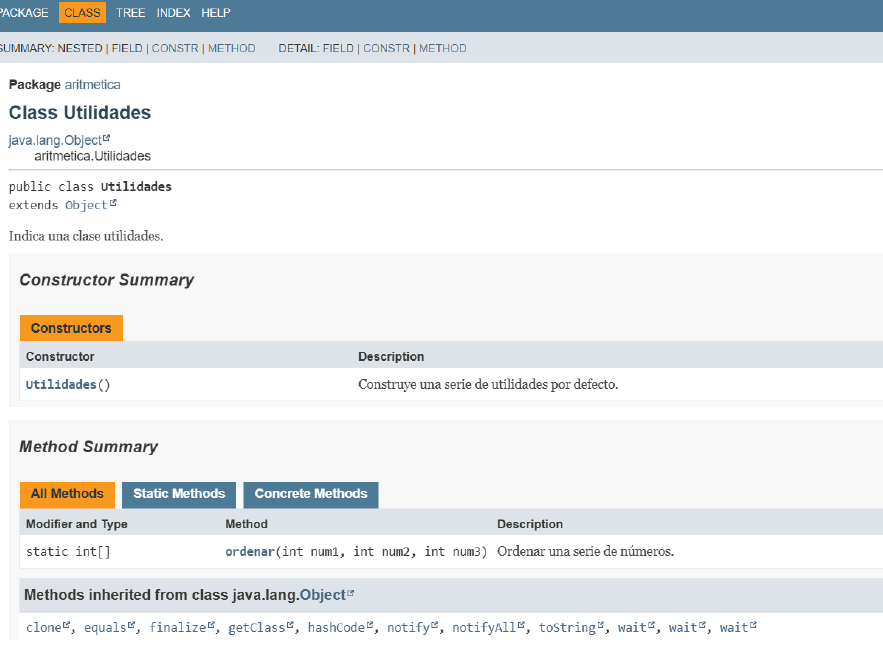 PACKAGE CLASS TREE INDEX HELP
SUMMARY: NESTED | FIELD | CONSTR | METHOD DETAIL: FIELD | CONSTR | METHOD
Package aritmetica
Class Utilidades
java.lang.Object
aritmetica.Utilidades
public class Utilidades
extends Object
Indica una clase utilidades.
Constructor Summary
Constructors
Constructor Description
Utilidades() Construye una serie de utilidades por defecto.
Method Summary
All Methods Static Methods Concrete Methods
Modifier and Type Method Description
static int[] ordenar(int num1, int num2, int num3) Ordenar una serie de números.
Methods inherited from class java.lang.Object
clone, equals, finalize, getClass, hashCode, notify, notifyAll, toString, wait, wait, wait